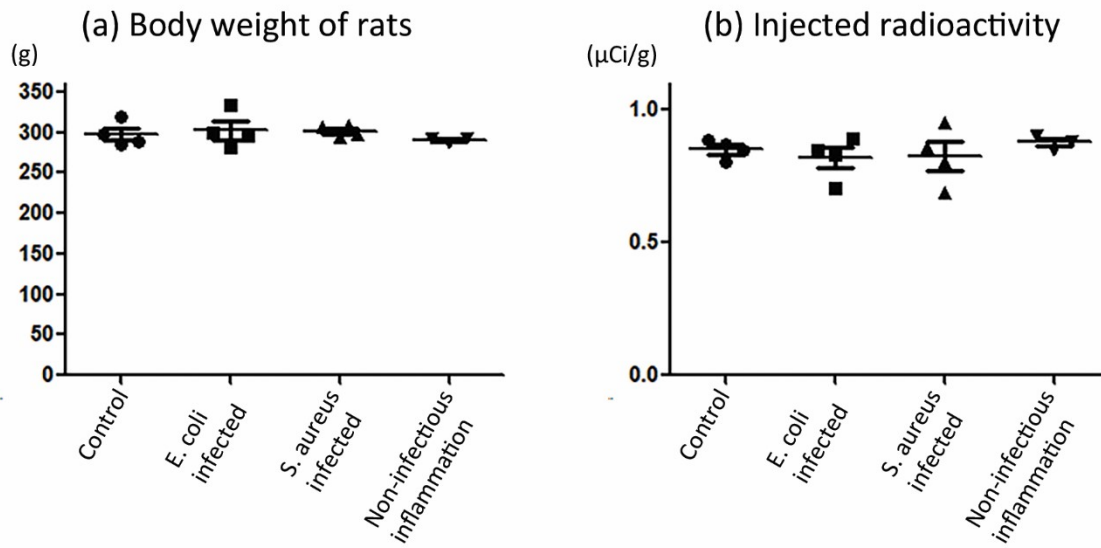 (a) Body weight of rats
(g)
350
300
250
200
150
100
50
0
Control
E. coli
infected
S. aureus
infected
Non-infectious
inflammation
(b) Injected radioactivity
(μCi/g)
1.0
0.5
0.0
Control
E. coli
infected
S. aureus
infected
Non-infectious
inflammation